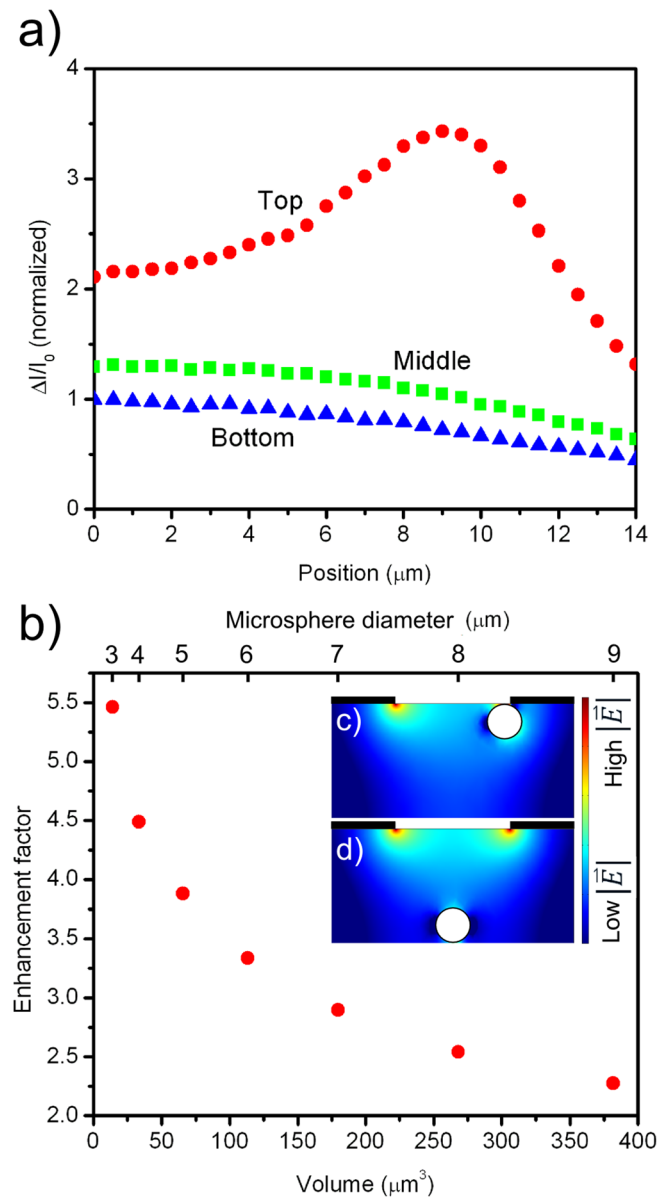 a)
4
3
2
1
0
ΔI/I₀ (normalized)
Top
Middle
Bottom
0 2 4 6 8 10 12 14
Position (μm)
b)
Microsphere diameter (μm)
3 4 5 6 7 8 9
5.5
5.0
4.5
4.0
3.5
3.0
2.5
2.0
Enhancement factor
c)
d)
High |E|
Low |E|
0 50 100 150 200 250 300 350 400
Volume (μm³)